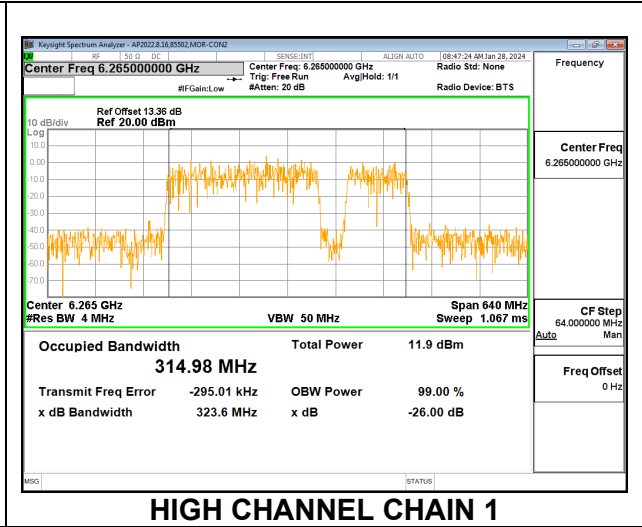 Keysight Spectrum Analyzer - AP2022.8.16,85502,MOR-CON2
RF 50 Ω DC SENSE:INT ALIGN AUTO 08:47:24 AM Jan 28, 2024
Center Freq 6.265000000 GHz
Center Freq: 6.265000000 GHz
Radio Std: None
Trig: Free Run Avg|Hold: 1/1
#IFGain:Low #Atten: 20 dB Radio Device: BTS
Frequency
Ref Offset 13.36 dB
10 dB/div Ref 20.00 dBm
Log
10.0
0.00
-10.0
-20.0
-30.0
-40.0
-50.0
-60.0
-70.0
Center Freq
6.265000000 GHz
Center 6.265 GHz Span 640 MHz
#Res BW 4 MHz VBW 50 MHz Sweep 1.067 ms
CF Step
64.000000 MHz
Auto Man
Occupied Bandwidth Total Power 11.9 dBm
314.98 MHz
Transmit Freq Error -295.01 kHz OBW Power 99.00 %
x dB Bandwidth 323.6 MHz x dB -26.00 dB
Freq Offset
0 Hz
MSG STATUS
HIGH CHANNEL CHAIN 1